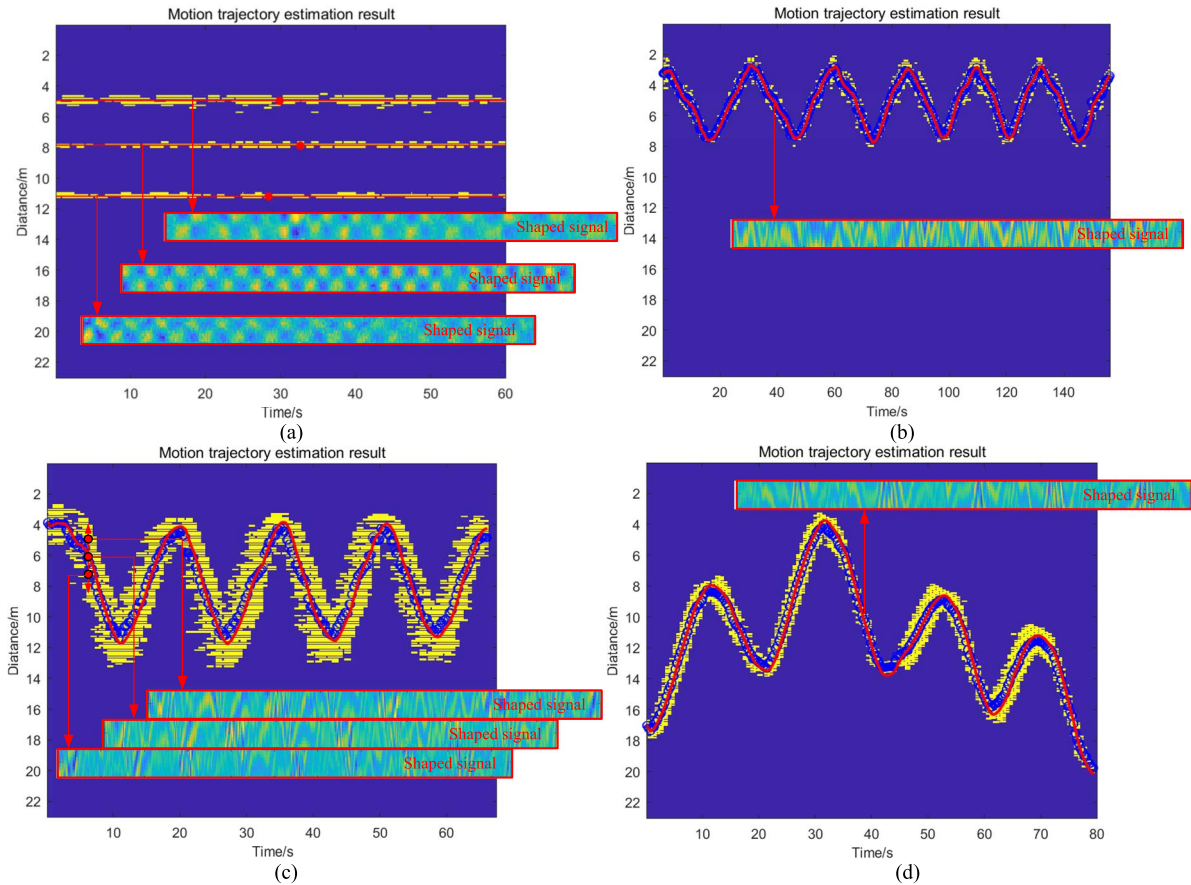 Motion trajectory estimation result
Diatance/m
2
4
6
8
10
12
14
16
18
20
22
Shaped signal
Shaped signal
Shaped signal
10
20
30
40
50
60
Time/s
(a)
Motion trajectory estimation result
Diatance/m
2
4
6
8
10
12
14
16
18
20
22
Shaped signal
20
40
60
80
100
120
140
Time/s
(b)
Motion trajectory estimation result
Diatance/m
2
4
6
8
10
12
14
16
18
20
22
Shaped signal
Shaped signal
Shaped signal
10
20
30
40
50
60
Time/s
(c)
Motion trajectory estimation result
Diatance/m
2
4
6
8
10
12
14
16
18
20
22
Shaped signal
10
20
30
40
50
60
70
80
Time/s
(d)